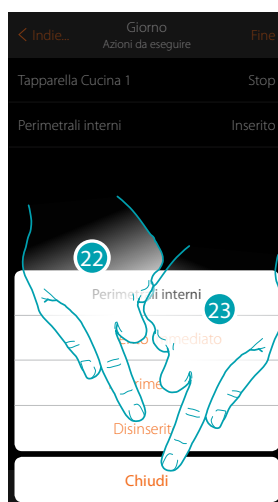 < Indie... Giorno Fine
Azioni da eseguire
Tapparella Cucina 1 Stop
Perimetrali interni Inserito
22
Perimetrali interni
23
Disinserit
Chiudi